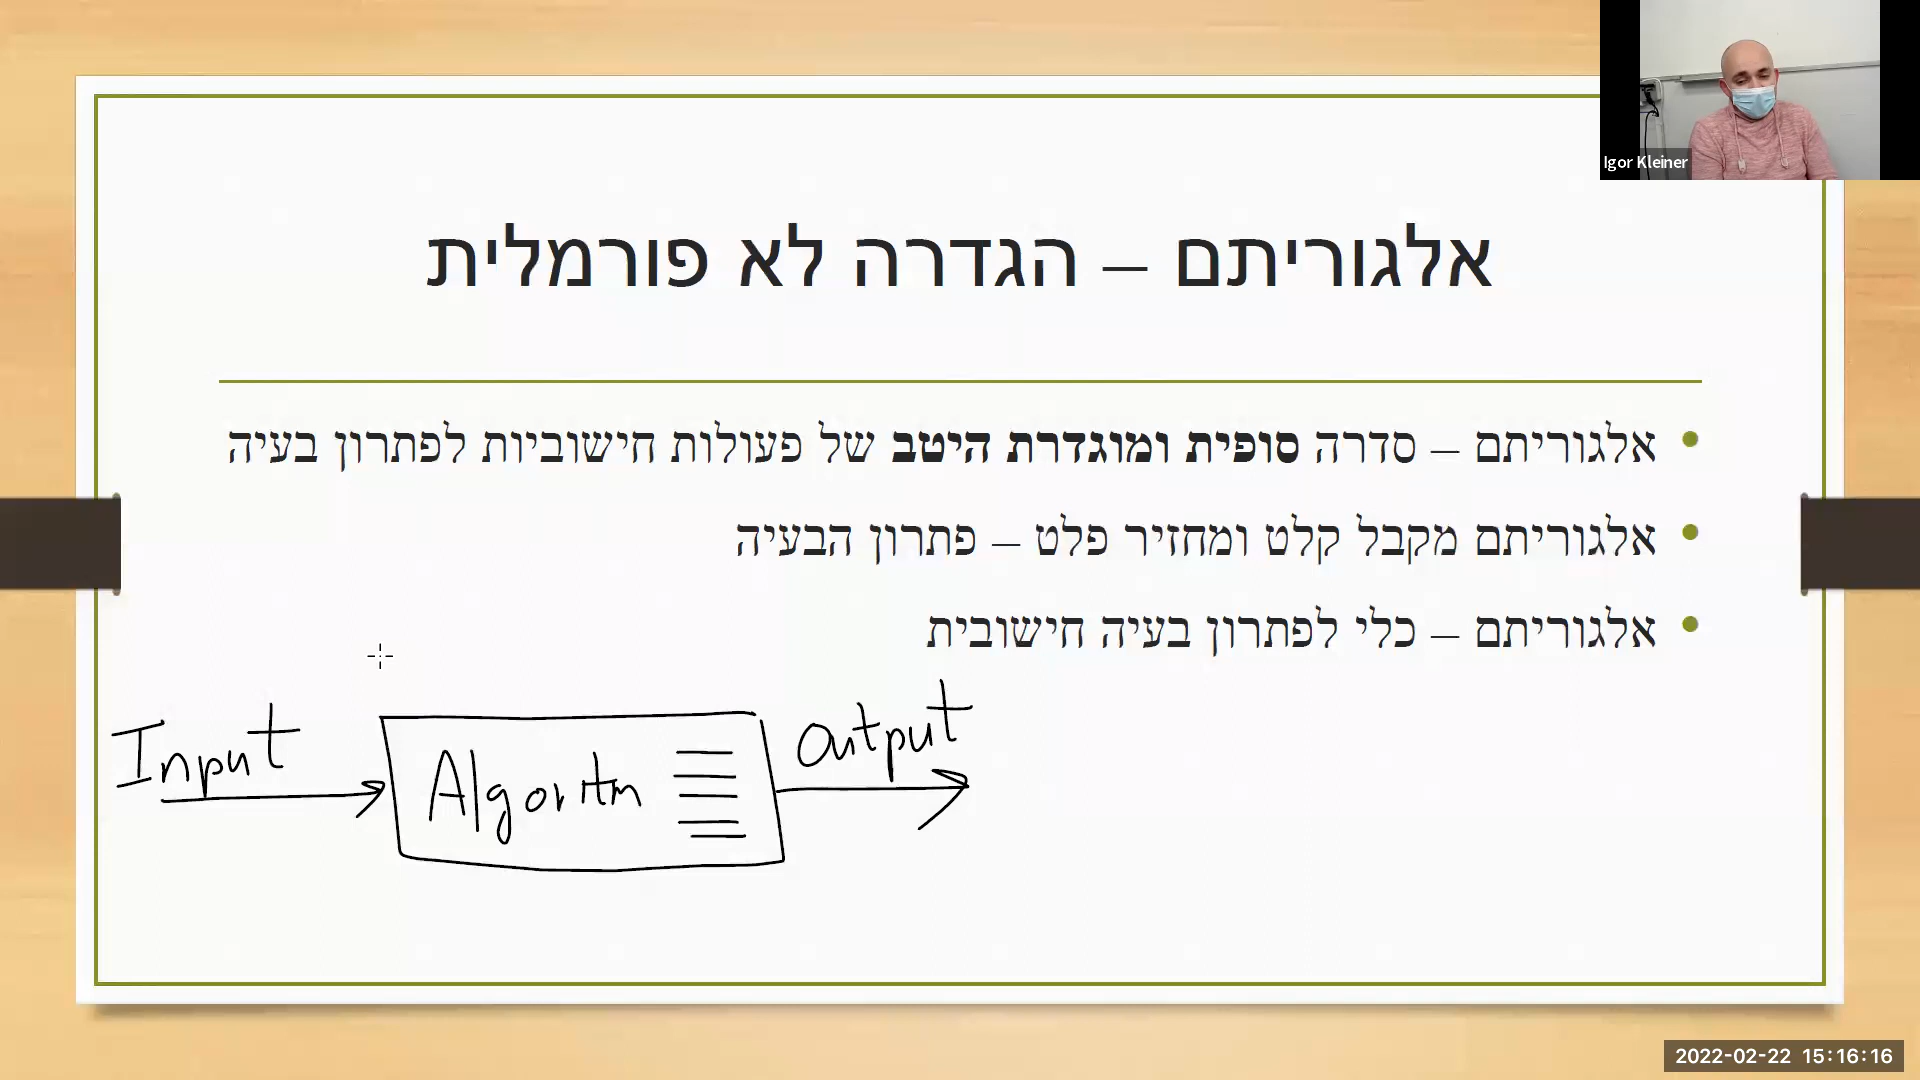 Igor Kleiner
אלגוריתם – הגדרה לא פורמלית
אלגוריתם – סדרה סופית ומוגדרת היטב של פעולות חישוביות לפתרון בעיה
אלגוריתם מקבל קלט ומחזיר פלט – פתרון הבעיה
אלגוריתם – כלי לפתרון בעיה חישובית
Input
Algoritm
Output
2022-02-22 15:16:16